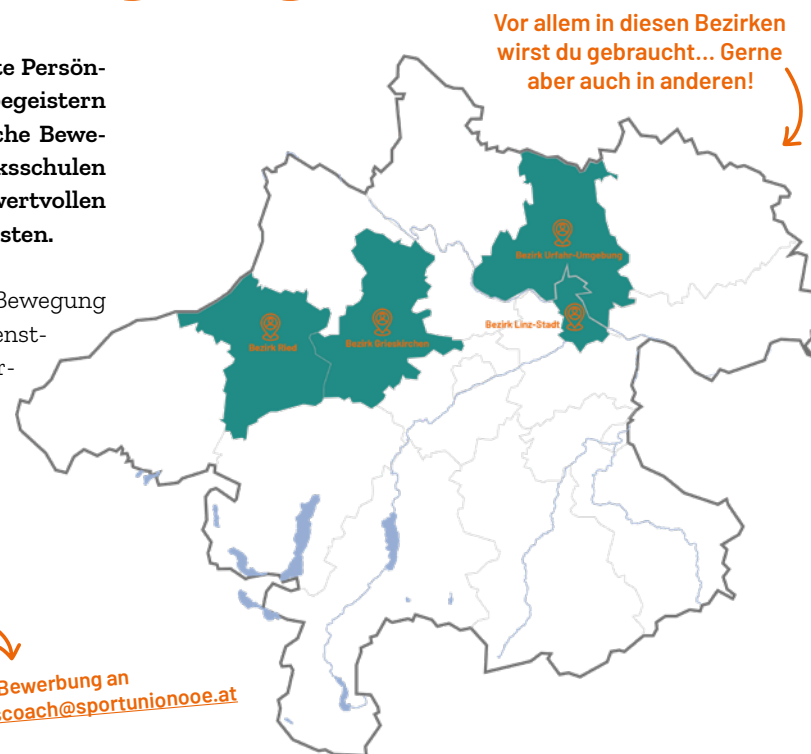 Vor allem in diesen Bezirken
wirst du gebraucht... Gerne
aber auch in anderen!
te Persön-
egeistern
che Bewe-
ksschulen
wertvollen
sten.
Bewegung
enst-
r-
Bezirk Urfahr-Umgebung
Bezirk Linz-Stadt
Bezirk Ried
Bezirk Grieskirchen
Bewerbung an
scoach@sportunionooe.at